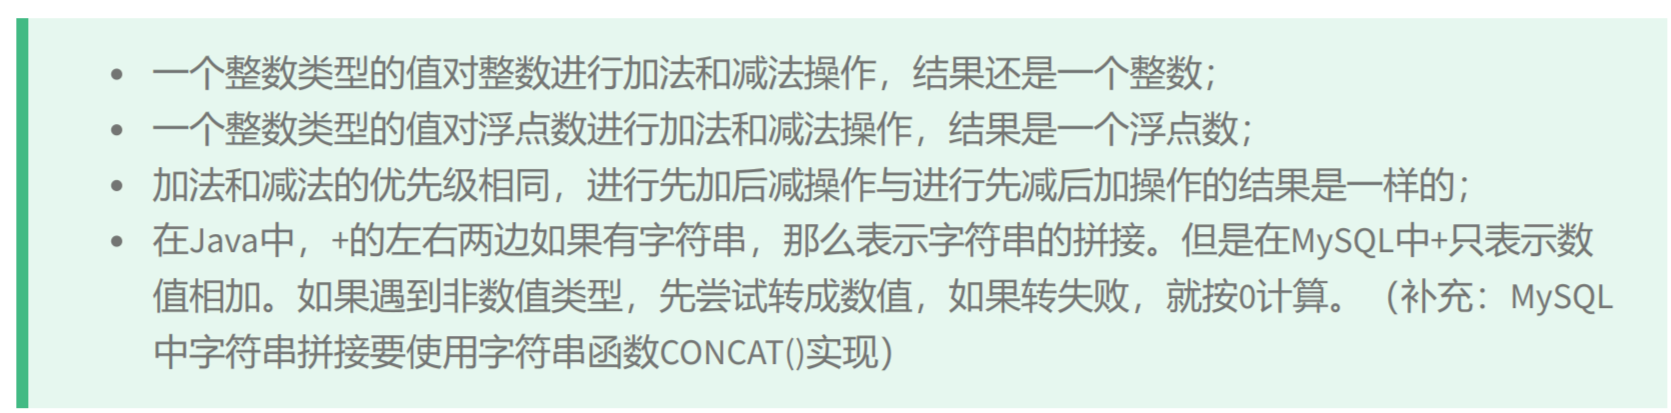 • 一个整数类型的值对整数进行加法和减法操作，结果还是一个整数；
• 一个整数类型的值对浮点数进行加法和减法操作，结果是一个浮点数；
• 加法和减法的优先级相同，进行先加后减操作与进行先减后加操作的结果是一样的；
• 在Java中，+的左右两边如果有字符串，那么表示字符串的拼接。但是在MySQL中+只表示数
值相加。如果遇到非数值类型，先尝试转成数值，如果转失败，就按0计算。（补充：MySQL
中字符串拼接要使用字符串函数CONCAT()实现）